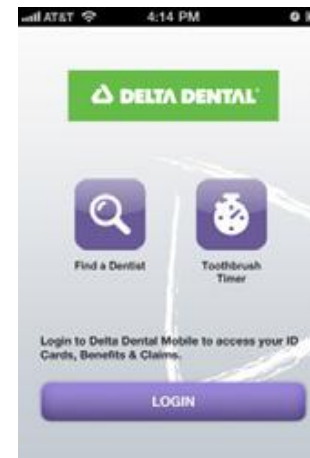 AT&T 4:14 PM
DELTA DENTAL
Find a Dentist
Toothbrush
Timer
Login to Delta Dental Mobile to access your ID
Cards, Benefits & Claims.
LOGIN